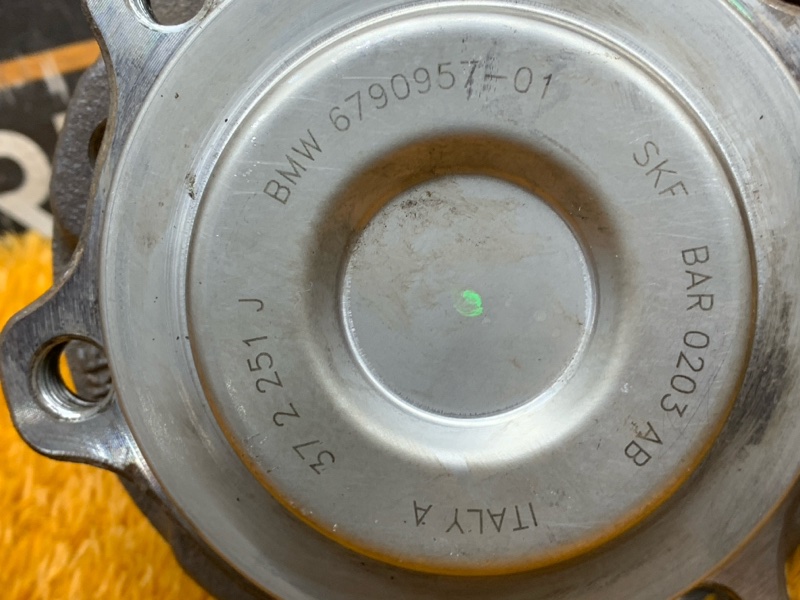 BMW 6790957-01
SKF
BAR 0203 AB
ITALY A
37 2 251 J
R